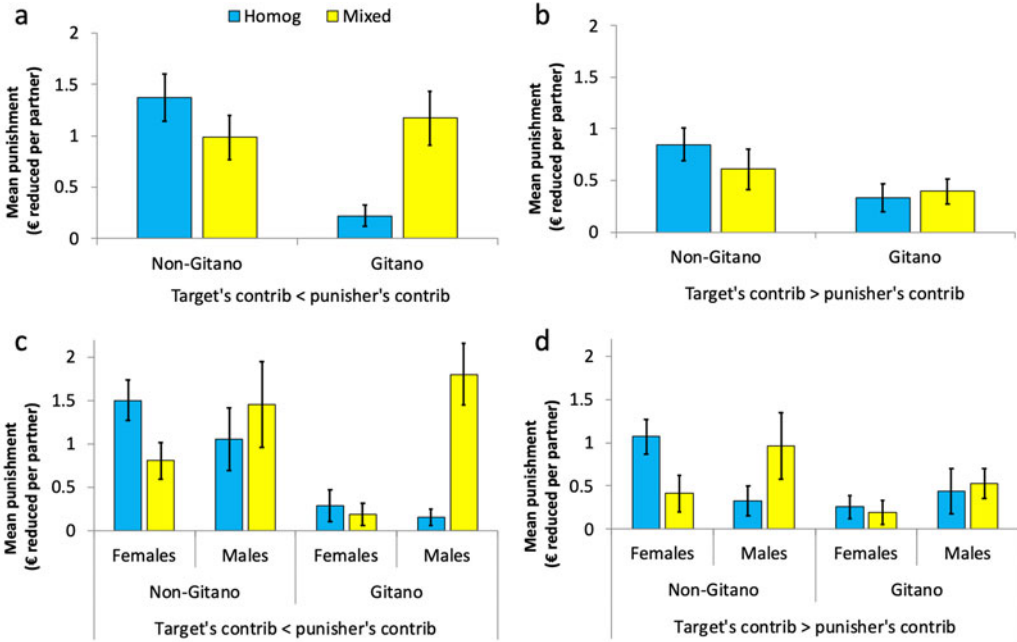 a
Homog Mixed
Mean punishment
(€ reduced per partner)
2
1.5
1
0.5
0
Non-Gitano Gitano
Target's contrib < punisher's contrib
b
Mean punishment
(€ reduced per partner)
2
1.5
1
0.5
0
Non-Gitano Gitano
Target's contrib > punisher's contrib
c
Mean punishment
(€ reduced per partner)
2
1.5
1
0.5
0
Females Males Females Males
Non-Gitano Gitano
Target's contrib < punisher's contrib
d
Mean punishment
(€ reduced per partner)
2
1.5
1
0.5
0
Females Males Females Males
Non-Gitano Gitano
Target's contrib > punisher's contrib